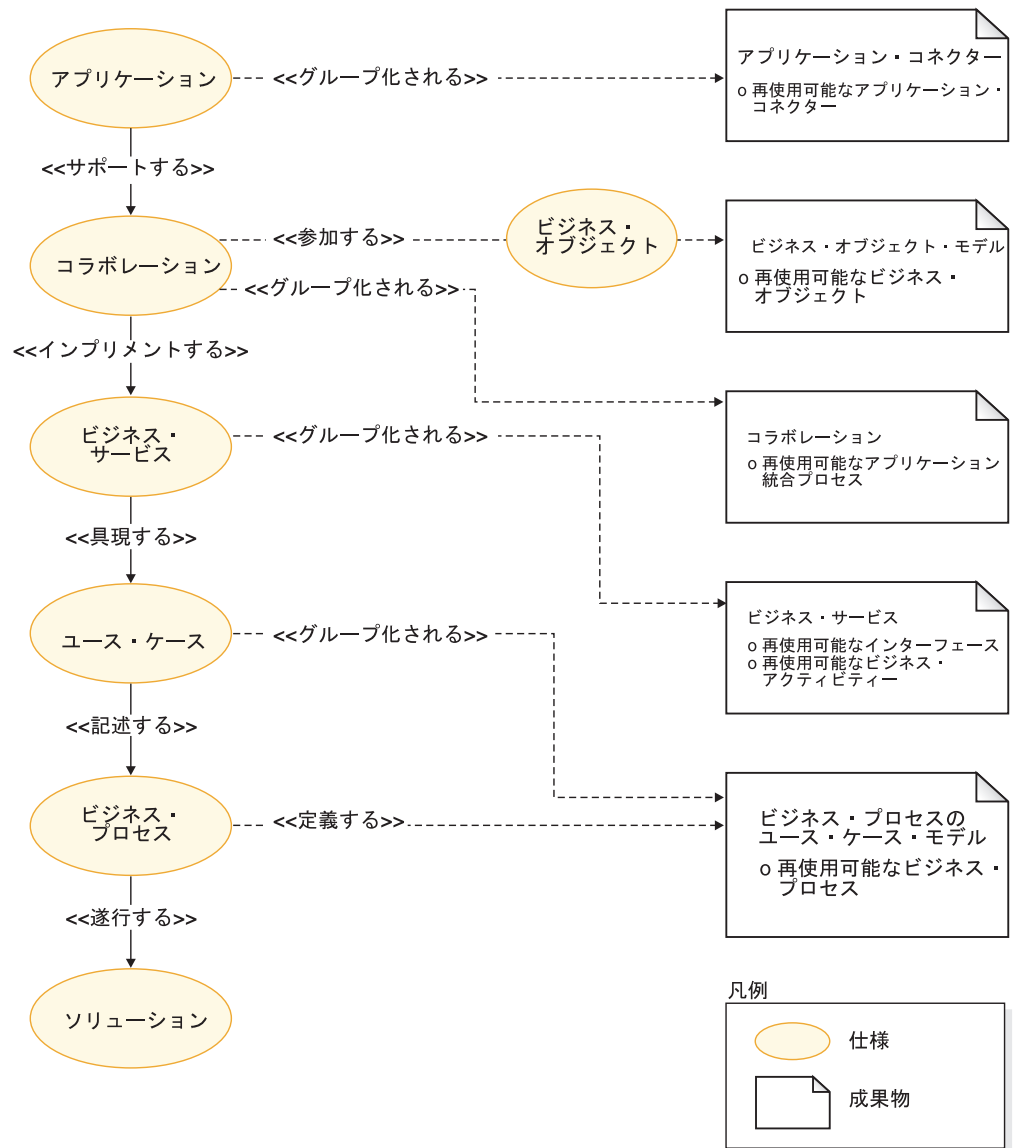 アプリケーション
<<グループ化される>>
アプリケーション・コネクター
o 再使用可能なアプリケーション・
コネクター
<<サポートする>>
コラボレーション
<<参加する>>
ビジネス・
オブジェクト
ビジネス・オブジェクト・モデル
o 再使用可能なビジネス・
オブジェクト
<<グループ化される>>
<<インプリメントする>>
ビジネス・
サービス
<<グループ化される>>
コラボレーション
o 再使用可能なアプリケーション
統合プロセス
<<具現する>>
ユース・ケース
<<グループ化される>>
ビジネス・サービス
o 再使用可能なインターフェース
o 再使用可能なビジネス・
アクティビティー
<<記述する>>
ビジネス・
プロセス
<<定義する>>
ビジネス・プロセスの
ユース・ケース・モデル
o 再使用可能なビジネス・
プロセス
<<遂行する>>
ソリューション
凡例
仕様
成果物